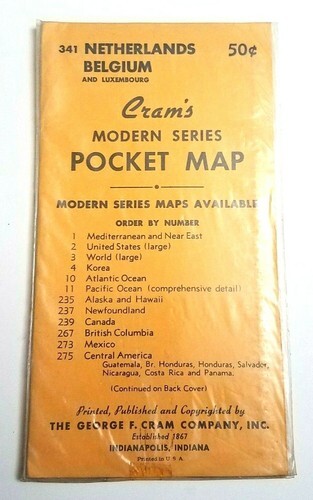 341 NETHERLANDS 50¢
BELGIUM
AND LUXEMBOURG
Cram's
MODERN SERIES
POCKET MAP
MODERN SERIES MAPS AVAILABLE
ORDER BY NUMBER
1 Mediterranean and Near East
2 United States (large)
3 World (large)
4 Korea
10 Atlantic Ocean
11 Pacific Ocean (comprehensive detail)
235 Alaska and Hawaii
237 Newfoundland
239 Canada
267 British Columbia
273 Mexico
275 Central America
Guatemala, Br. Honduras, Honduras, Salvador,
Nicaragua, Costa Rica and Panama.
(Continued on Back Cover)
Printed, Published and Copyrighted by
THE GEORGE F. CRAM COMPANY, INC.
Established 1867
INDIANAPOLIS, INDIANA
Printed in U. S. A.